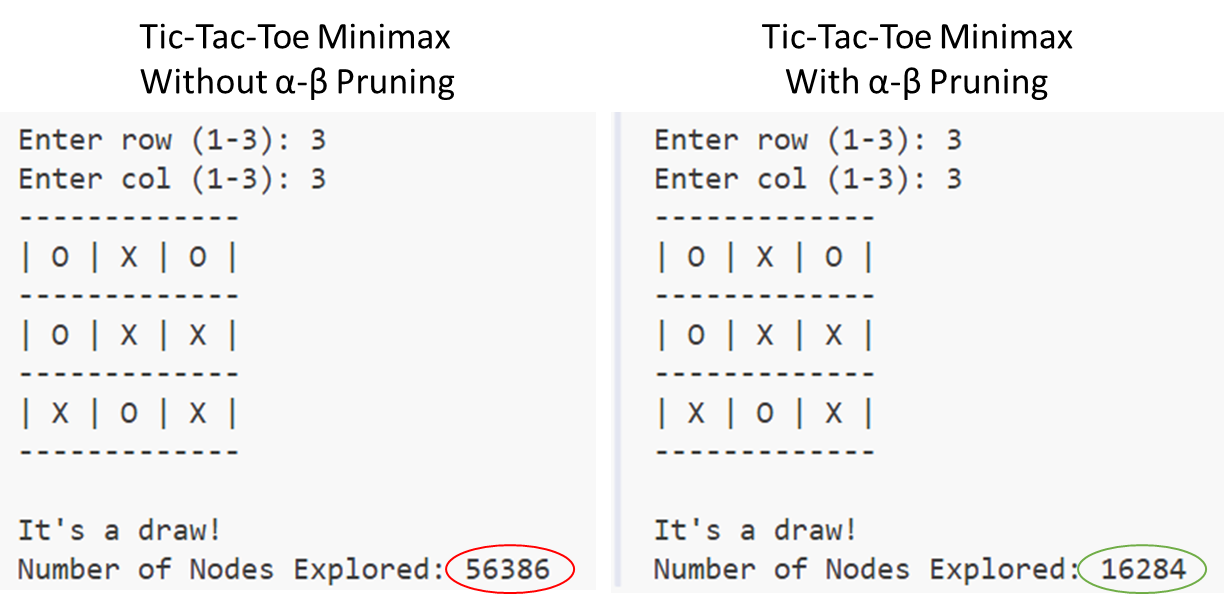 Tic-Tac-Toe Minimax
Without α-β Pruning
Enter row (1-3): 3
Enter col (1-3): 3
-------------
| O | X | O |
-------------
| O | X | X |
-------------
| X | O | X |
-------------
It's a draw!
Number of Nodes Explored: 56386
Tic-Tac-Toe Minimax
With α-β Pruning
Enter row (1-3): 3
Enter col (1-3): 3
-------------
| O | X | O |
-------------
| O | X | X |
-------------
| X | O | X |
-------------
It's a draw!
Number of Nodes Explored: 16284